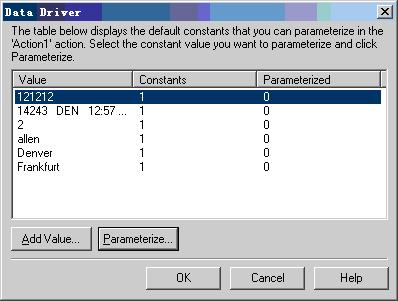 Data Driver
The table below displays the default constants that you can parameterize in the
'Action1' action. Select the constant value you want to parameterize and click
Parameterize.
Value Constants Parameterized
121212 1 0
14243 DEN 12:57... 1 0
2 1 0
allen 1 0
Denver 1 0
Frankfurt 1 0
Add Value... Parameterize...
OK Cancel Help